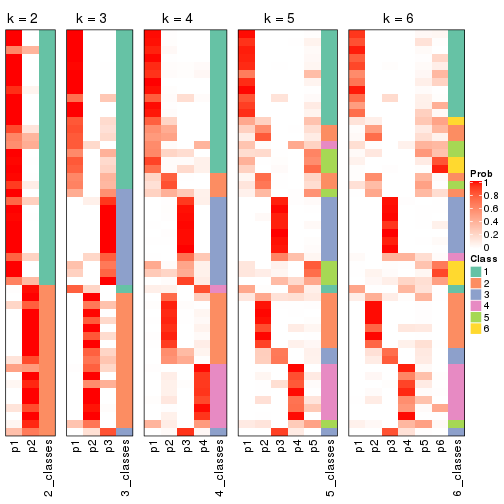 k = 2
k = 3
k = 4
k = 5
k = 6
Prob
1
0.8
0.6
0.4
0.2
0
Class
1
2
3
4
5
6
p1
p2
2_classes
p1
p2
p3
3_classes
p1
p2
p3
p4
4_classes
p1
p2
p3
p4
p5
5_classes
p1
p2
p3
p4
p5
p6
6_classes